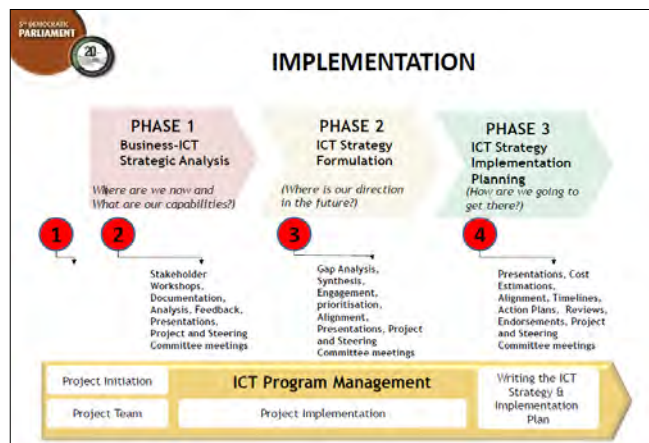 5TH DEMOCRATIC
PARLIAMENT
20
IMPLEMENTATION
PHASE 1
Business-ICT
Strategic Analysis
Where are we now and
What are our capabilities?)
PHASE 2
ICT Strategy
Formulation
(Where is our direction
in the future?)
PHASE 3
ICT Strategy
Implementation
Planning
(How are we going to
get there?)
1
2
3
4
Stakeholder
Workshops,
Documentation,
Analysis, Feedback,
Presentations,
Project and Steering
Committee meetings
Gap Analysis,
Synthesis,
Engagement,
prioritisation,
Alignment,
Presentations, Project
and Steering
Committee meetings
Presentations, Cost
Estimations,
Alignment, Timelines,
Action Plans, Reviews,
Endorsements, Project
and Steering
Committee meetings
Project Initiation
ICT Program Management
Project Team
Project Implementation
Writing the ICT
Strategy &
Implementation
Plan